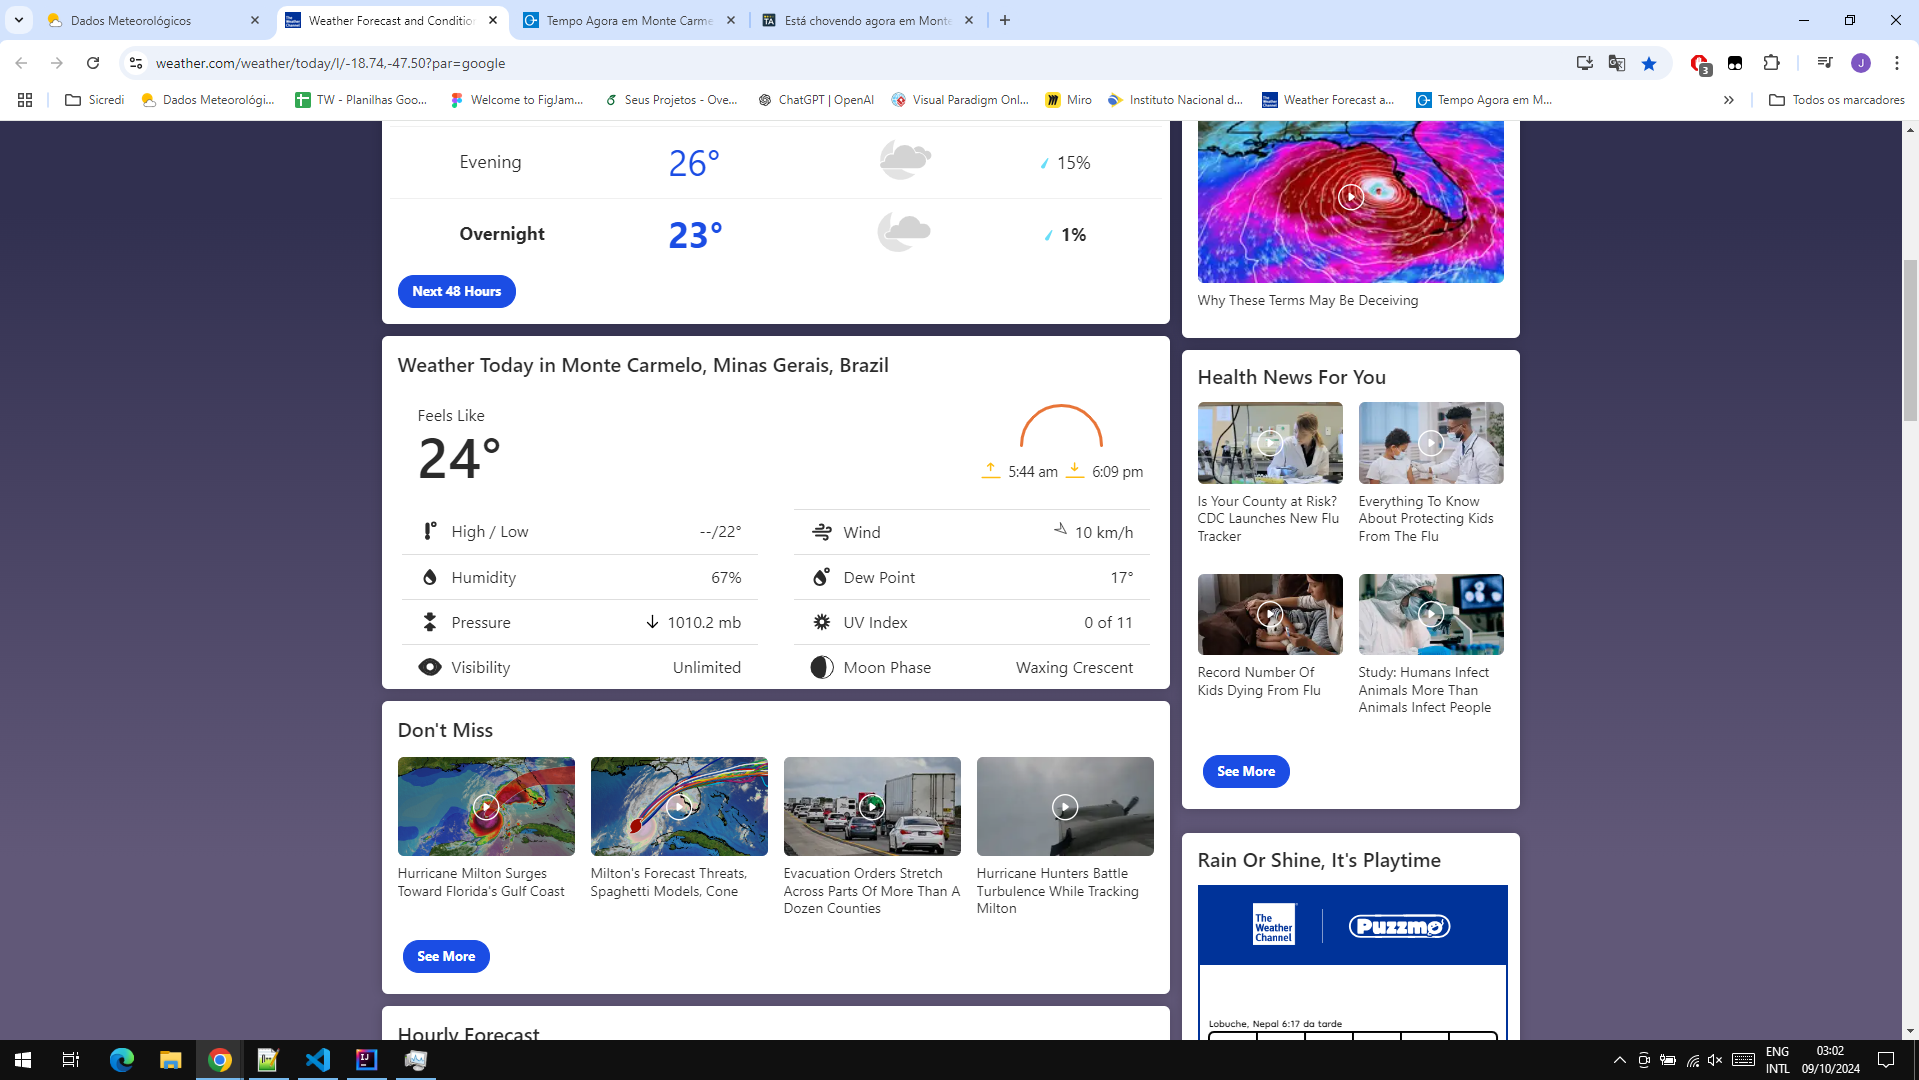 Dados Meteorológicos
Weather Forecast and Conditio
Tempo Agora em Monte Carme
Está chovendo agora em Monte
weather.com/weather/today/l/-18.74,-47.50?par=google
3
J
Sicredi
Dados Meteorológi...
TW - Planilhas Goo...
Welcome to FigJam...
Seus Projetos - Ove...
ChatGPT | OpenAI
Visual Paradigm Onl...
Miro
Instituto Nacional d...
Weather Forecast a...
Tempo Agora em M...
Todos os marcadores
Evening 26° 15%
Overnight 23° 1%
Next 48 Hours
Weather Today in Monte Carmelo, Minas Gerais, Brazil
Feels Like
24°
5:44 am 6:09 pm
High / Low --/22°
Wind 10 km/h
Humidity 67%
Dew Point 17°
Pressure 1010.2 mb
UV Index 0 of 11
Visibility Unlimited
Moon Phase Waxing Crescent
Don't Miss
Hurricane Milton Surges
Toward Florida's Gulf Coast
Milton's Forecast Threats,
Spaghetti Models, Cone
Evacuation Orders Stretch
Across Parts Of More Than A
Dozen Counties
Hurricane Hunters Battle
Turbulence While Tracking
Milton
See More
Hourly Forecast
Why These Terms May Be Deceiving
Health News For You
Is Your County at Risk?
CDC Launches New Flu
Tracker
Everything To Know
About Protecting Kids
From The Flu
Record Number Of
Kids Dying From Flu
Study: Humans Infect
Animals More Than
Animals Infect People
See More
Rain Or Shine, It's Playtime
The
Weather
Channel
Puzzmo
Lobuche, Nepal 6:17 da tarde
ENG
INTL
03:02
09/10/2024